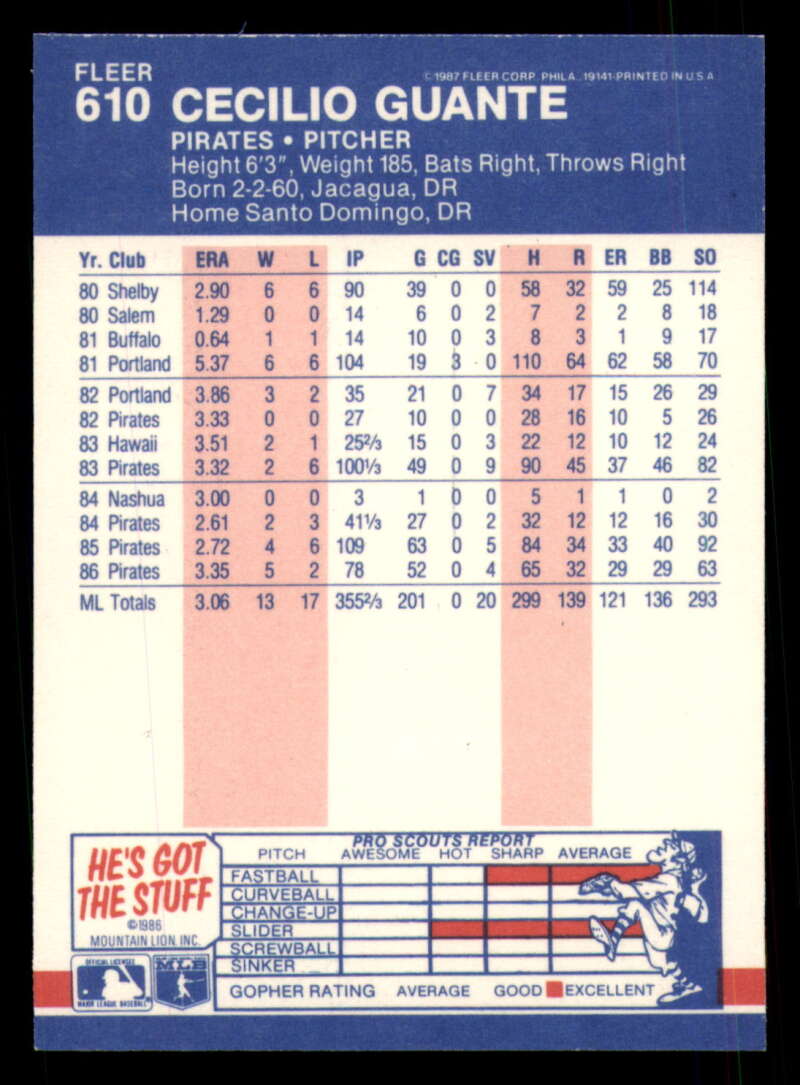 FLEER
© 1987 FLEER CORP. PHILA., 19141-PRINTED IN U.S.A
610 CECILIO GUANTE
PIRATES • PITCHER
Height 6'3", Weight 185, Bats Right, Throws Right
Born 2-2-60, Jacagua, DR
Home Santo Domingo, DR
Yr. Club ERA W L IP G CG SV H R ER BB SO
80 Shelby 2.90 6 6 90 39 0 0 58 32 59 25 114
80 Salem 1.29 0 0 14 6 0 2 7 2 2 8 18
81 Buffalo 0.64 1 1 14 10 0 3 8 3 1 9 17
81 Portland 5.37 6 6 104 19 3 0 110 64 62 58 70
82 Portland 3.86 3 2 35 21 0 7 34 17 15 26 29
82 Pirates 3.33 0 0 27 10 0 0 28 16 10 5 26
83 Hawaii 3.51 2 1 25⅔ 15 0 3 22 12 10 12 24
83 Pirates 3.32 2 6 100⅓ 49 0 9 90 45 37 46 82
84 Nashua 3.00 0 0 3 1 0 0 5 1 1 0 2
84 Pirates 2.61 2 3 41⅓ 27 0 2 32 12 12 16 30
85 Pirates 2.72 4 6 109 63 0 5 84 34 33 40 92
86 Pirates 3.35 5 2 78 52 0 4 65 32 29 29 63
ML Totals 3.06 13 17 355⅔ 201 0 20 299 139 121 136 293
HE'S GOT
THE STUFF
©1986
MOUNTAIN LION, INC.
PRO SCOUTS REPORT
PITCH AWESOME HOT SHARP AVERAGE
FASTBALL
CURVEBALL
CHANGE-UP
SLIDER
SCREWBALL
SINKER
GOPHER RATING AVERAGE GOOD EXCELLENT
OFFICIAL LICENSEE
MAJOR LEAGUE BASEBALL
MLB